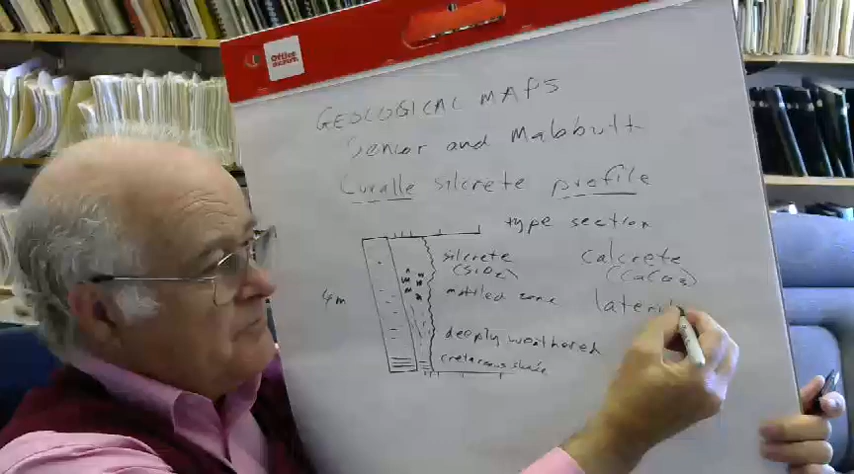 Office DEPOT
GEOLOGICAL MAPS
Senior and Mabbutt
Curalle silcrete profile
type section
silcrete
(SiO2)
mottled zone
deeply weathered
cretaceous shale
4m
calcrete
(CaCO3)
laterit